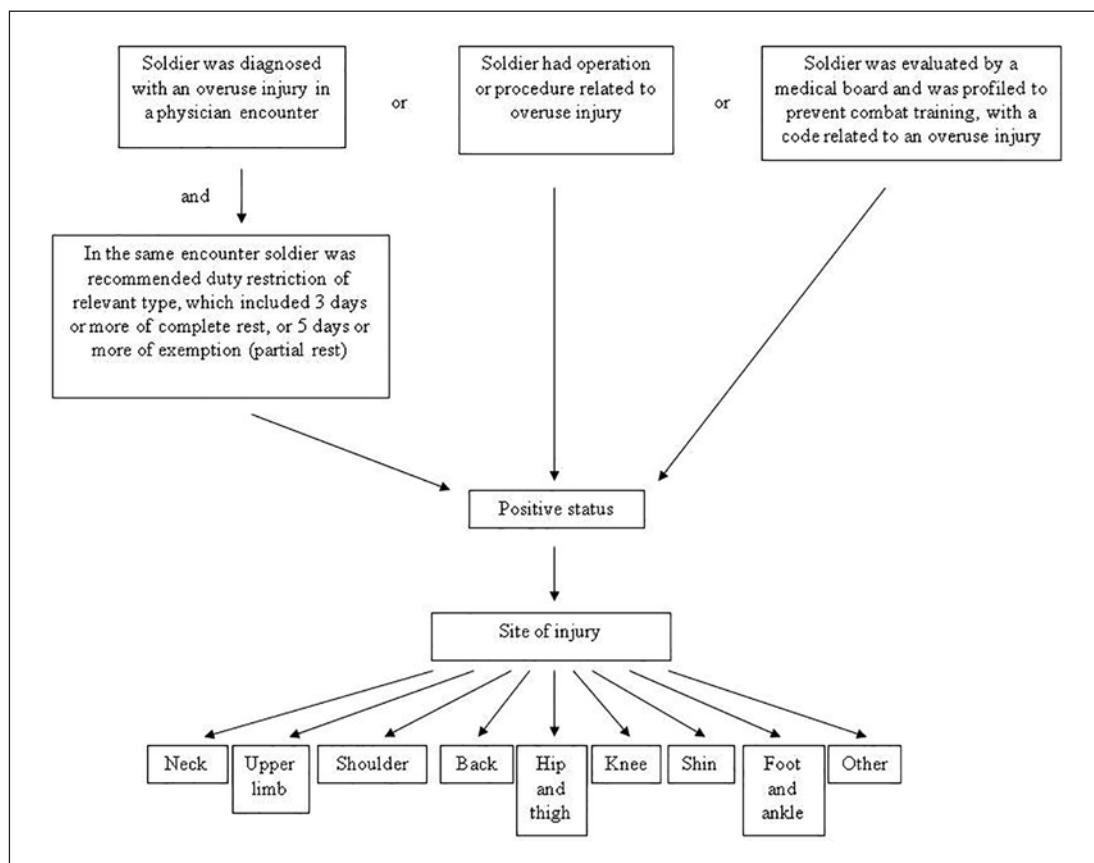 Soldier was diagnosed
with an overuse injury in
a physician encounter
or
Soldier had operation
or procedure related to
overuse injury
or
Soldier was evaluated by a
medical board and was profiled to
prevent combat training, with a
code related to an overuse injury
and
In the same encounter soldier was
recommended duty restriction of
relevant type, which included 3 days
or more of complete rest, or 5 days or
more of exemption (partial rest)
Positive status
Site of injury
Neck
Upper
limb
Shoulder
Back
Hip
and
thigh
Knee
Shin
Foot
and
ankle
Other